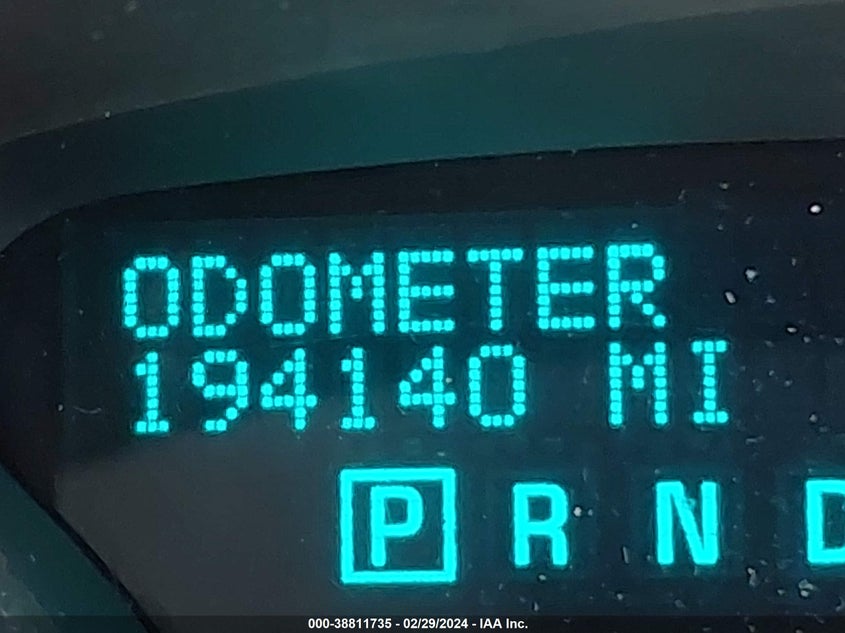 ODOMETER
194140 MI
P R N D
000-38811735 - 02/29/2024 - IAA Inc.